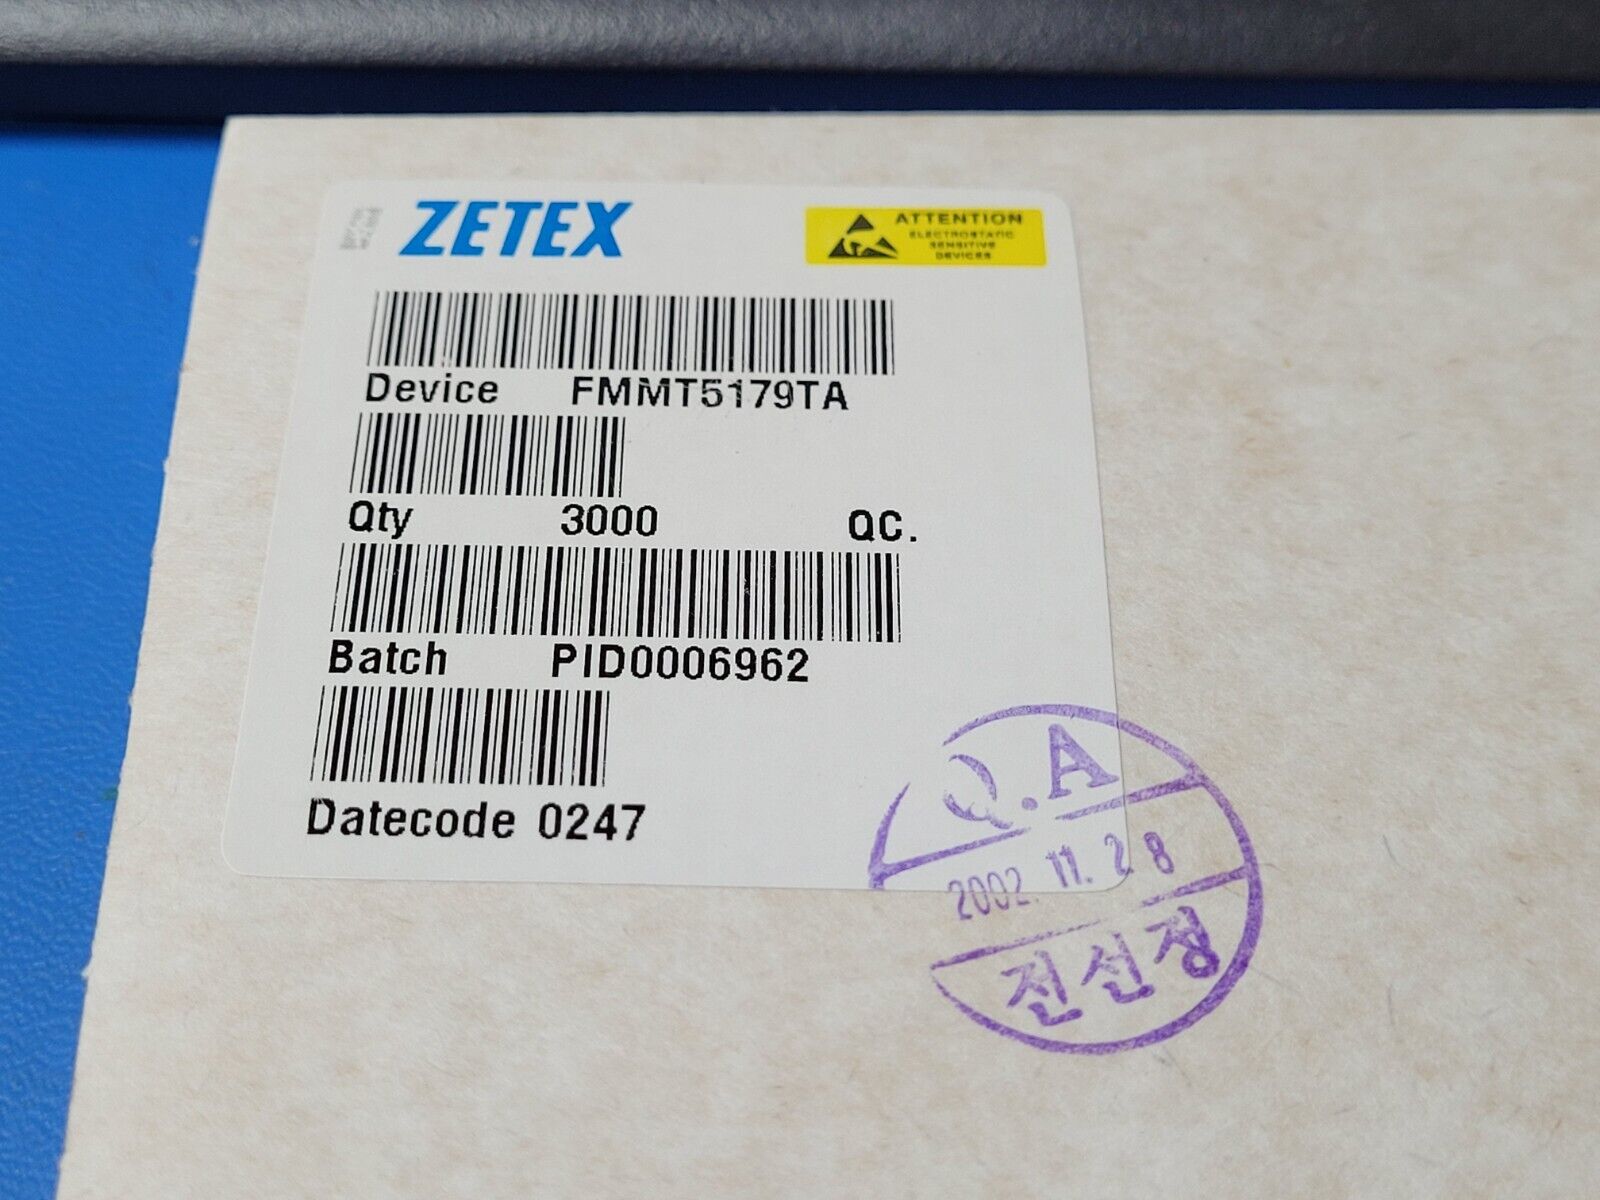 ZETEX
ATTENTION
ELECTROSTATIC
SENSITIVE
DEVICES
Device FMMT5179TA
Qty 3000 QC.
Batch PID0006962
Datecode 0247
Q.A
2002. 11. 28
전선정